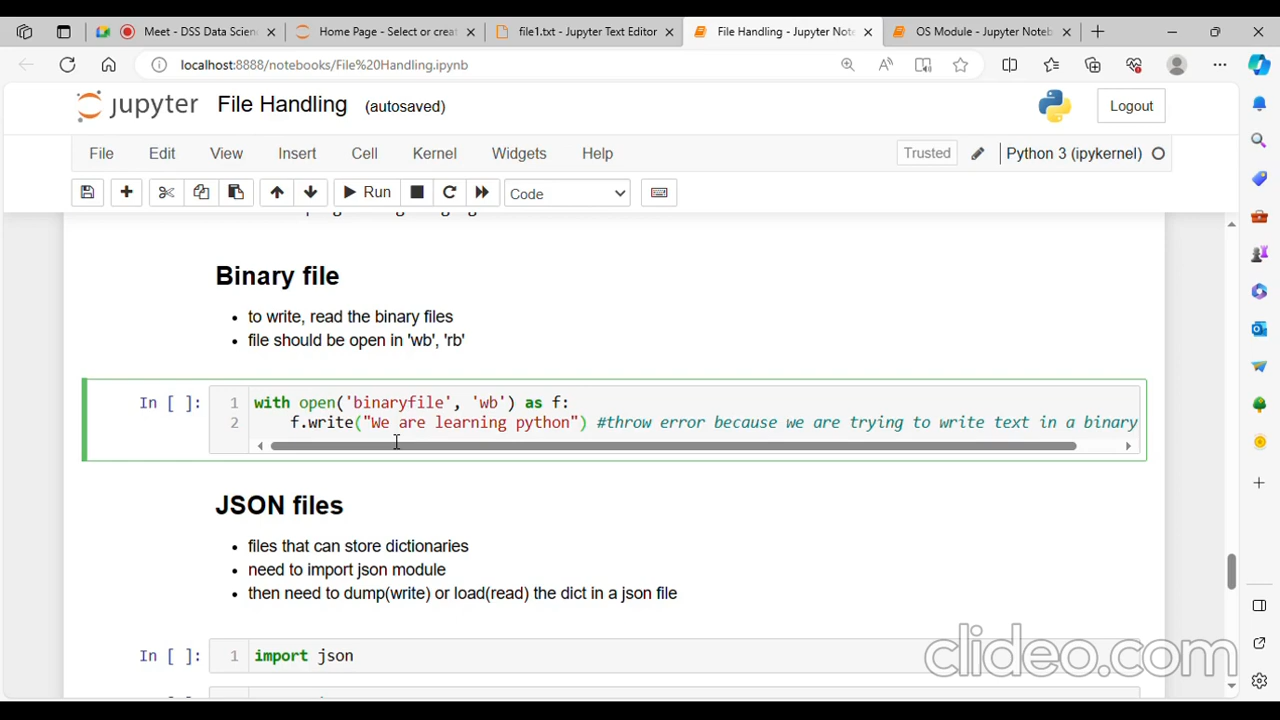 Meet - DSS Data Scien
Home Page - Select or creat
file1.txt - Jupyter Text Editor
File Handling - Jupyter Note
OS Module - Jupyter Noteb
localhost:8888/notebooks/File%20Handling.ipynb
jupyter File Handling (autosaved)
Logout
File Edit View Insert Cell Kernel Widgets Help
Trusted
Python 3 (ipykernel)
Run
Code
Binary file
• to write, read the binary files
• file should be open in 'wb', 'rb'
In [ ]: 1 with open('binaryfile', 'wb') as f:
2 f.write("We are learning python") #throw error because we are trying to write text in a binary
JSON files
• files that can store dictionaries
• need to import json module
• then need to dump(write) or load(read) the dict in a json file
In [ ]: 1 import json
clideo.com